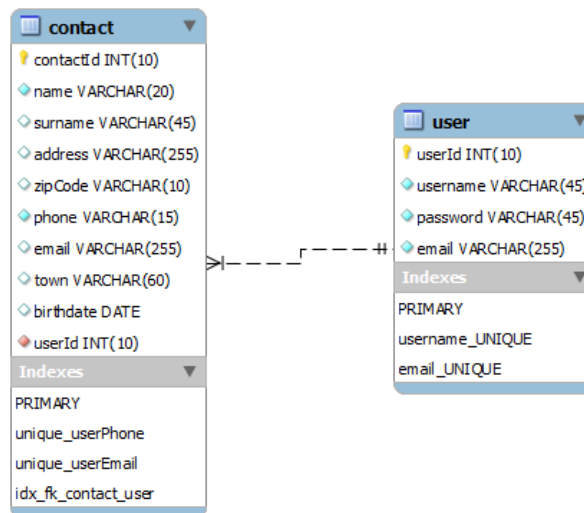 contact
contactId INT(10)
name VARCHAR(20)
surname VARCHAR(45)
address VARCHAR(255)
zipCode VARCHAR(10)
phone VARCHAR(15)
email VARCHAR(255)
town VARCHAR(60)
birthdate DATE
userId INT(10)
Indexes
PRIMARY
unique_userPhone
unique_userEmail
idx_fk_contact_user
user
userId INT(10)
username VARCHAR(45)
password VARCHAR(45)
email VARCHAR(255)
Indexes
PRIMARY
username_UNIQUE
email_UNIQUE